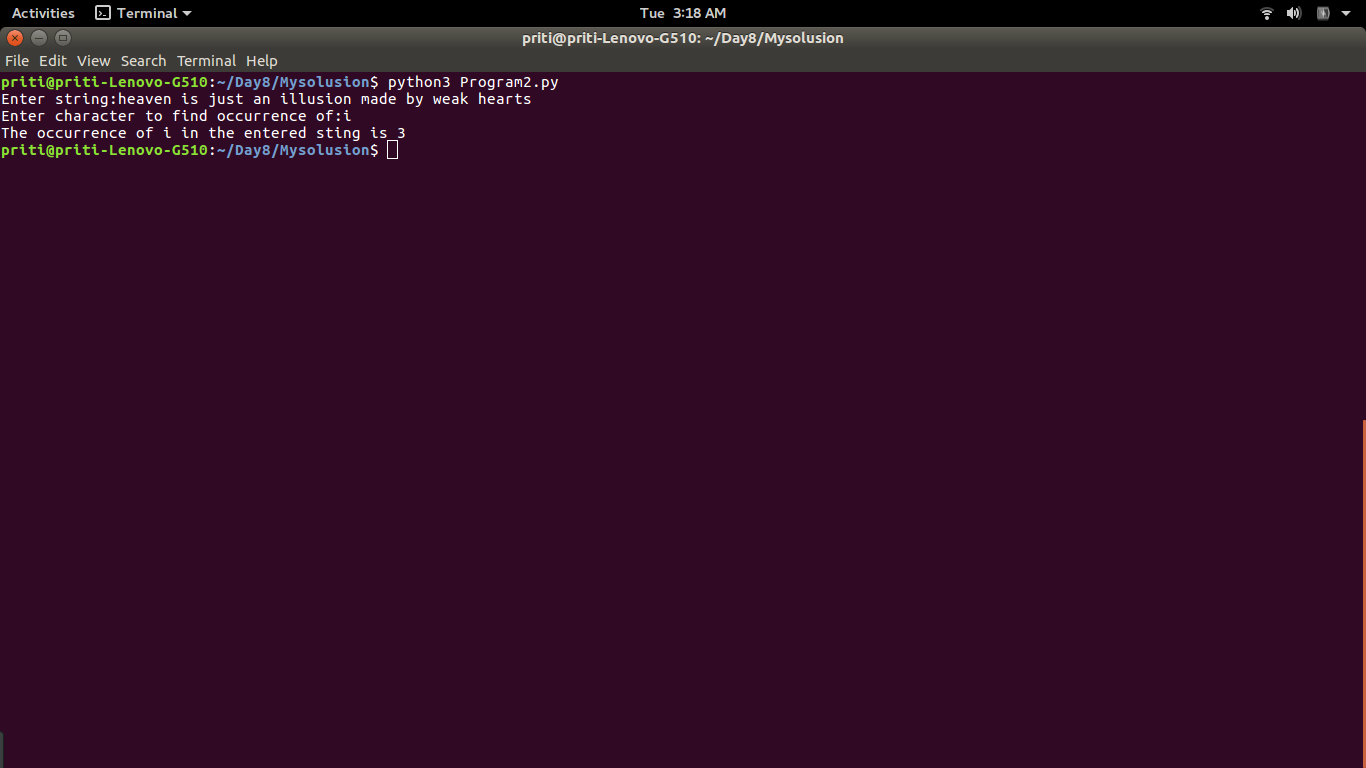 Activities Terminal Tue 3:18 AM
priti@priti-Lenovo-G510: ~/Day8/Mysolusion
File Edit View Search Terminal Help
priti@priti-Lenovo-G510:~/Day8/Mysolusion$ python3 Program2.py
Enter string:heaven is just an illusion made by weak hearts
Enter character to find occurrence of:i
The occurrence of i in the entered sting is 3
priti@priti-Lenovo-G510:~/Day8/Mysolusion$